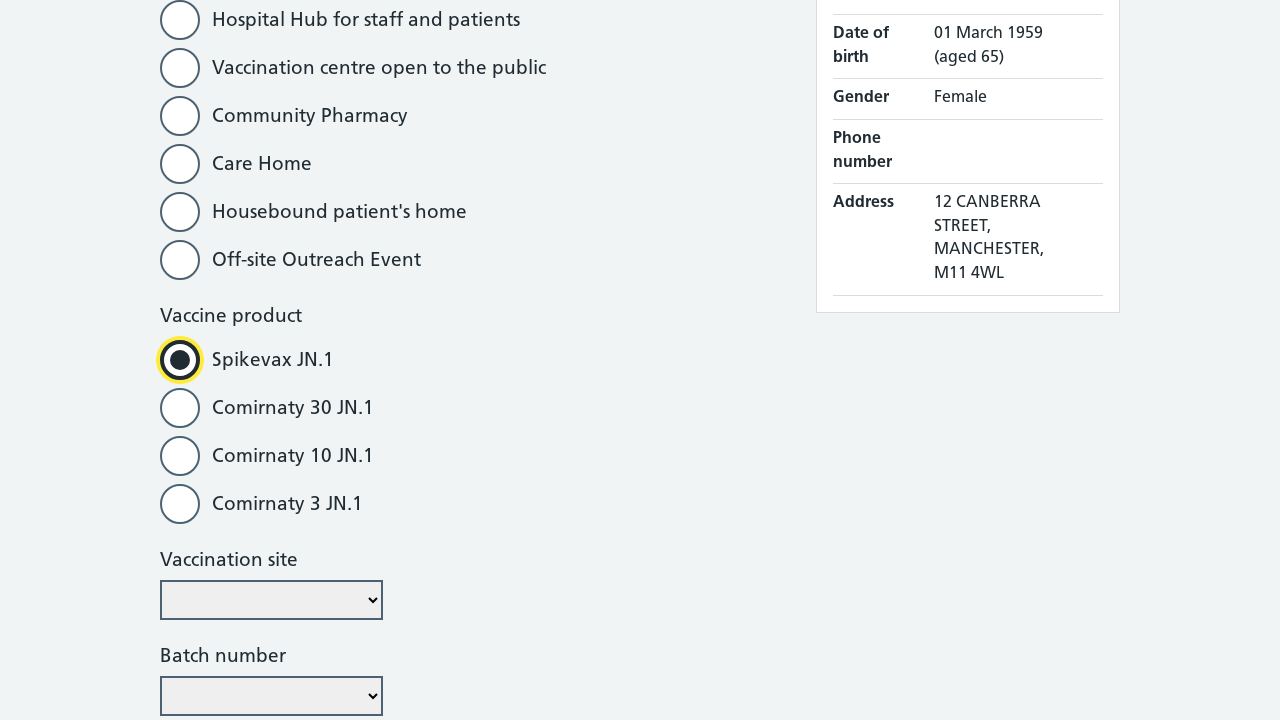 Hospital Hub for staff and patients
Vaccination centre open to the public
Community Pharmacy
Care Home
Housebound patient's home
Off-site Outreach Event
Vaccine product
Spikevax JN.1
Comirnaty 30 JN.1
Comirnaty 10 JN.1
Comirnaty 3 JN.1
Vaccination site
Batch number
Date of birth
01 March 1959
(aged 65)
Gender
Female
Phone number
Address
12 CANBERRA
STREET,
MANCHESTER,
M11 4WL